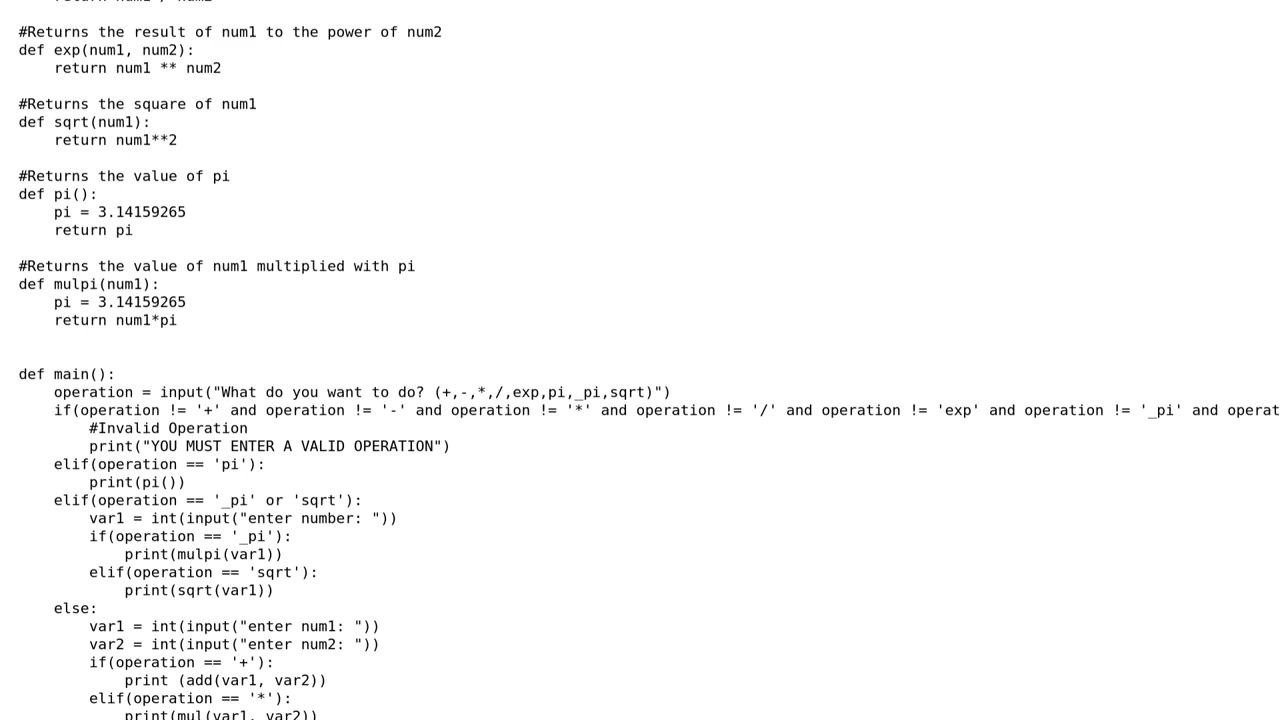 #Returns the result of num1 to the power of num2
def exp(num1, num2):
    return num1 ** num2

#Returns the square of num1
def sqrt(num1):
    return num1**2

#Returns the value of pi
def pi():
    pi = 3.14159265
    return pi

#Returns the value of num1 multiplied with pi
def mulpi(num1):
    pi = 3.14159265
    return num1*pi


def main():
    operation = input("What do you want to do? (+,-,*,/,exp,pi,_pi,sqrt)")
    if(operation != '+' and operation != '-' and operation != '*' and operation != '/' and operation != 'exp' and operation != '_pi' and operat
        #Invalid Operation
        print("YOU MUST ENTER A VALID OPERATION")
    elif(operation == 'pi'):
        print(pi())
    elif(operation == '_pi' or 'sqrt'):
        var1 = int(input("enter number: "))
        if(operation == '_pi'):
            print(mulpi(var1))
        elif(operation == 'sqrt'):
            print(sqrt(var1))
    else:
        var1 = int(input("enter num1: "))
        var2 = int(input("enter num2: "))
        if(operation == '+'):
            print (add(var1, var2))
        elif(operation == '*'):
            print(mul(var1, var2))